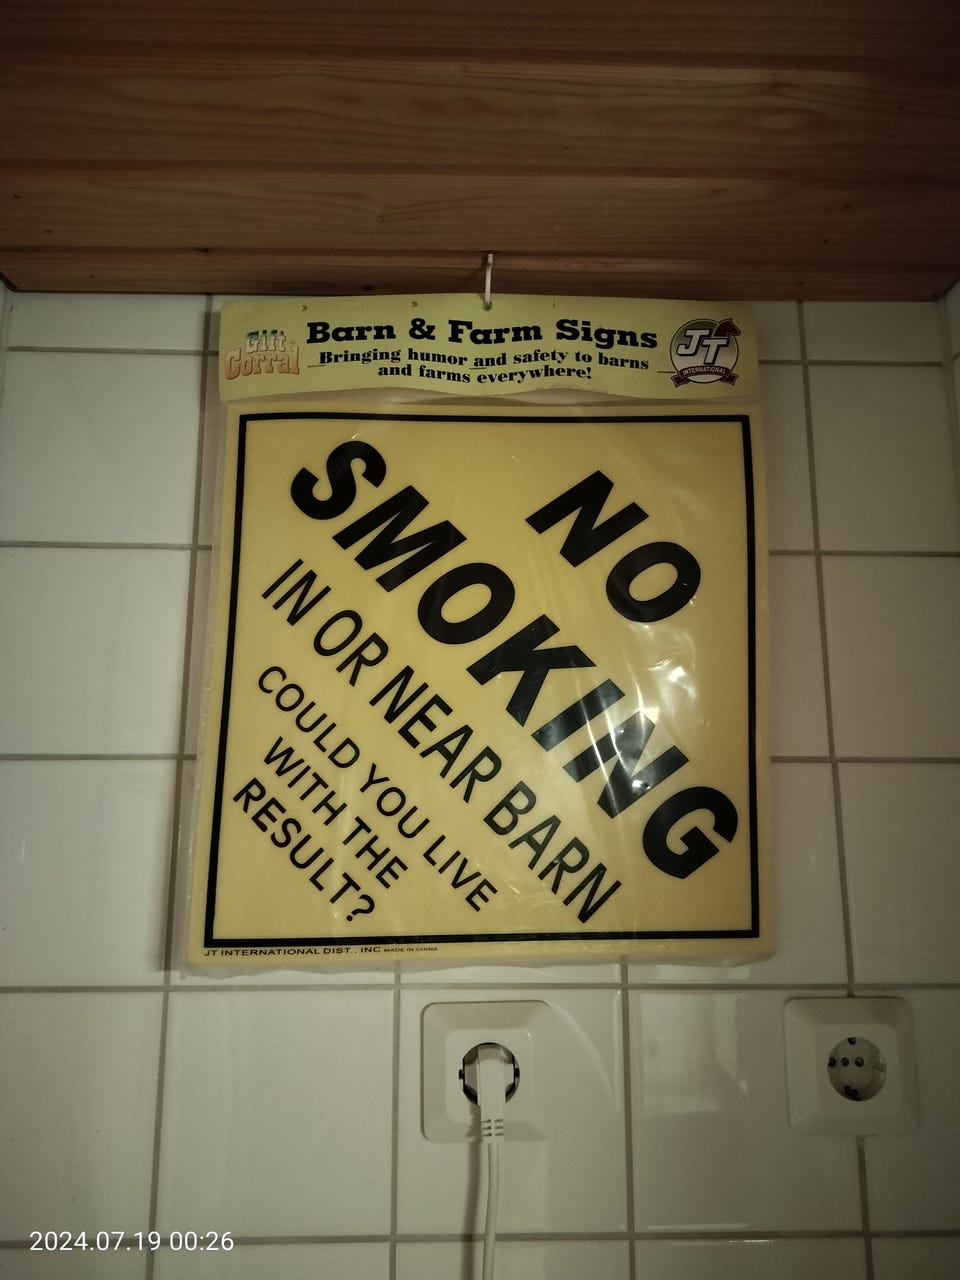 Gift
Corral
Barn & Farm Signs
Bringing humor and safety to barns
and farms everywhere!
JT
INTERNATIONAL
NO
SMOKING
IN OR NEAR BARN
COULD YOU LIVE
WITH THE
RESULT?
JT INTERNATIONAL DIST., INC MADE IN CHINA
2024.07.19 00:26